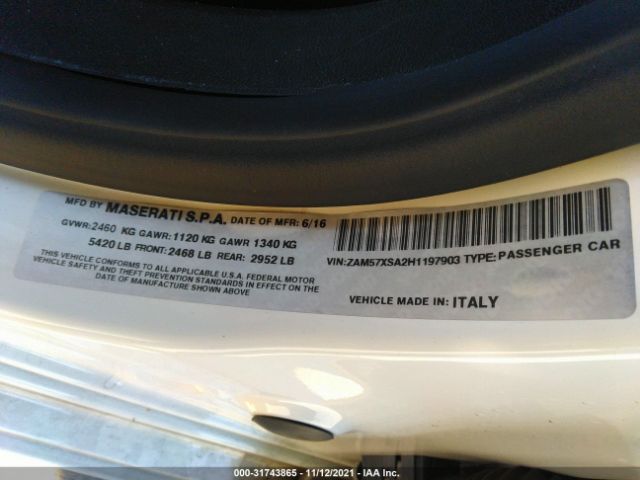 MFD BY MASERATI S.P.A. DATE OF MFR: 6/16
GVWR:2460 KG GAWR:1120 KG GAWR 1340 KG
5420 LB FRONT:2468 LB REAR: 2952 LB
THIS VEHICLE CONFORMS TO ALL APPLICABLE U.S.A. FEDERAL MOTOR
VEHICLE SAFETY AND THEFT PREVENTION STANDARDS IN EFFECT ON THE
DATE OF MANUFACTURE SHOWN ABOVE
VIN:ZAM57XSA2H1197903 TYPE:PASSENGER CAR
VEHICLE MADE IN: ITALY
000-31743865 - 11/12/2021 - IAA Inc.